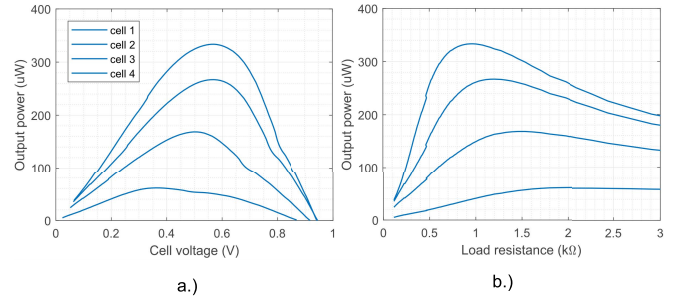 400
300
200
100
0
Output power (uW)
cell 1
cell 2
cell 3
cell 4
0
0.2
0.4
0.6
0.8
1
Cell voltage (V)
a.)
400
300
200
100
0
Output power (uW)
0
0.5
1
1.5
2
2.5
3
Load resistance (kΩ)
b.)